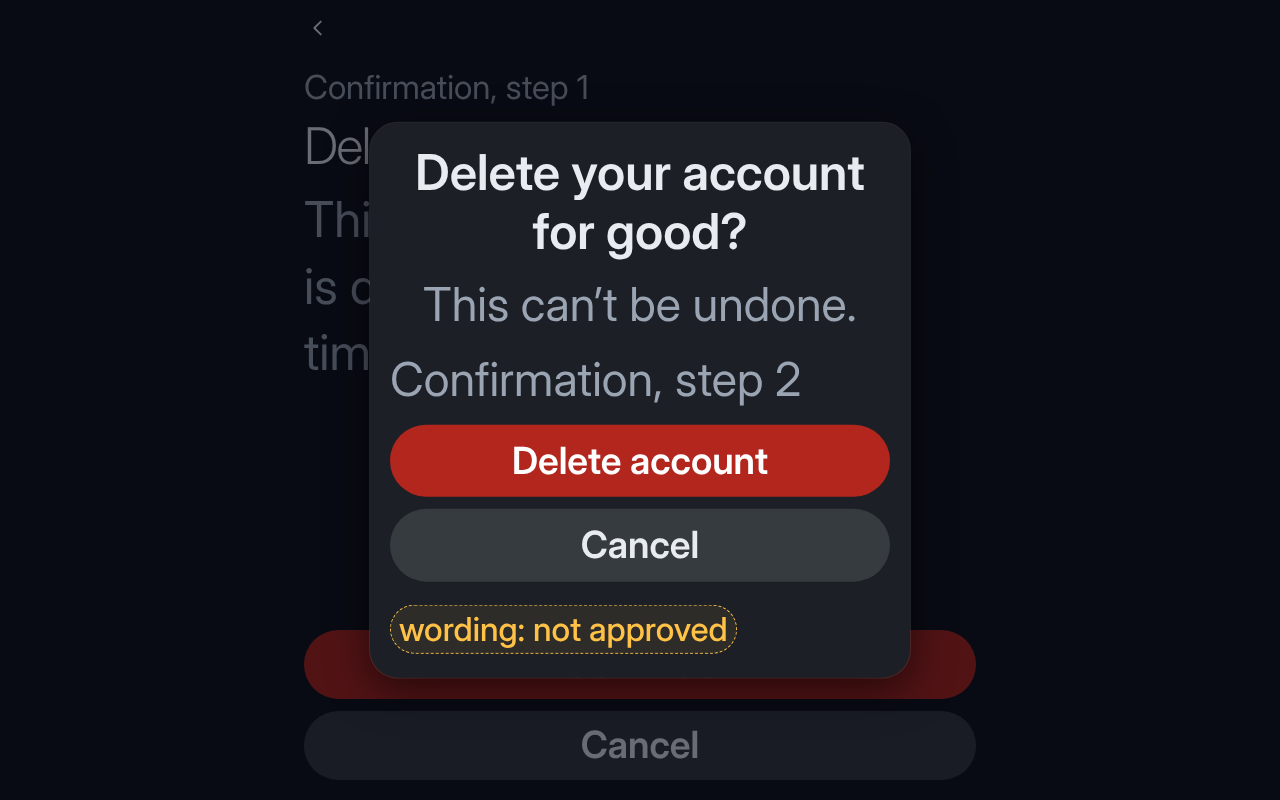 Confirmation, step 1
Delete your account
for good?
This can’t be undone.
Confirmation, step 2
Delete account
Cancel
wording: not approved
Cancel